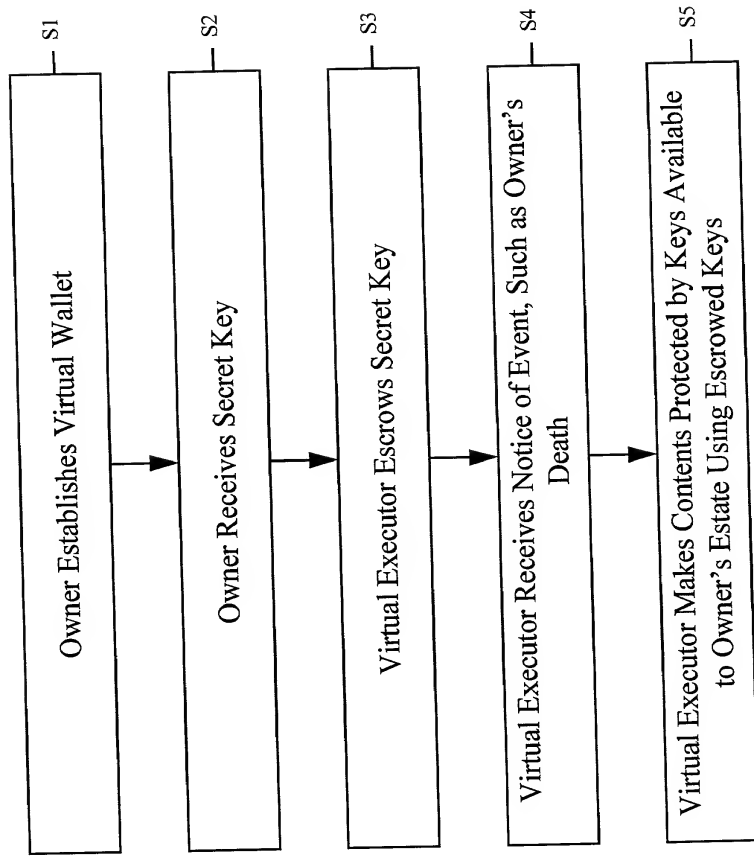 Owner Establishes Virtual Wallet
S1
Owner Receives Secret Key
S2
Virtual Executor Escrows Secret Key
S3
Virtual Executor Receives Notice of Event, Such as Owner's
Death
S4
Virtual Executor Makes Contents Protected by Keys Available
to Owner's Estate Using Escrowed Keys
S5